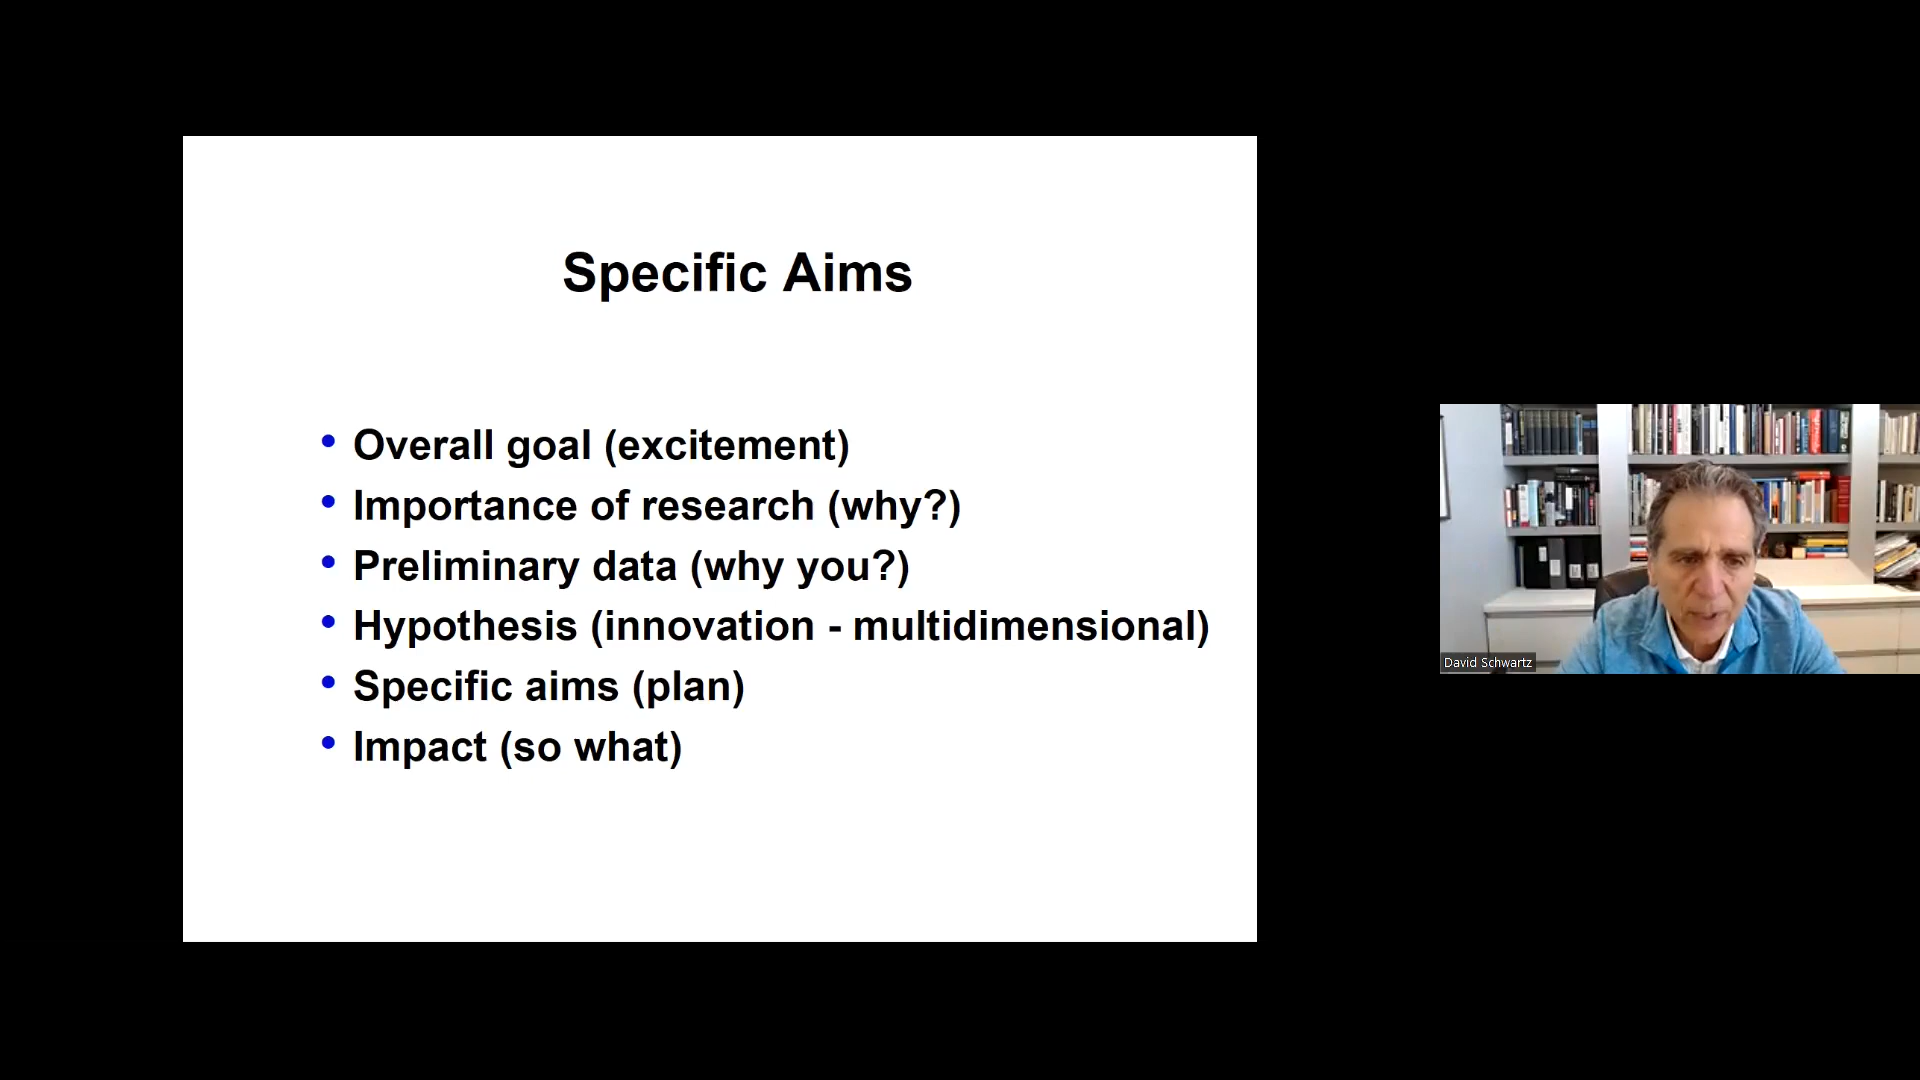 Specific Aims
• Overall goal (excitement)
• Importance of research (why?)
• Preliminary data (why you?)
• Hypothesis (innovation - multidimensional)
• Specific aims (plan)
• Impact (so what)
David Schwartz